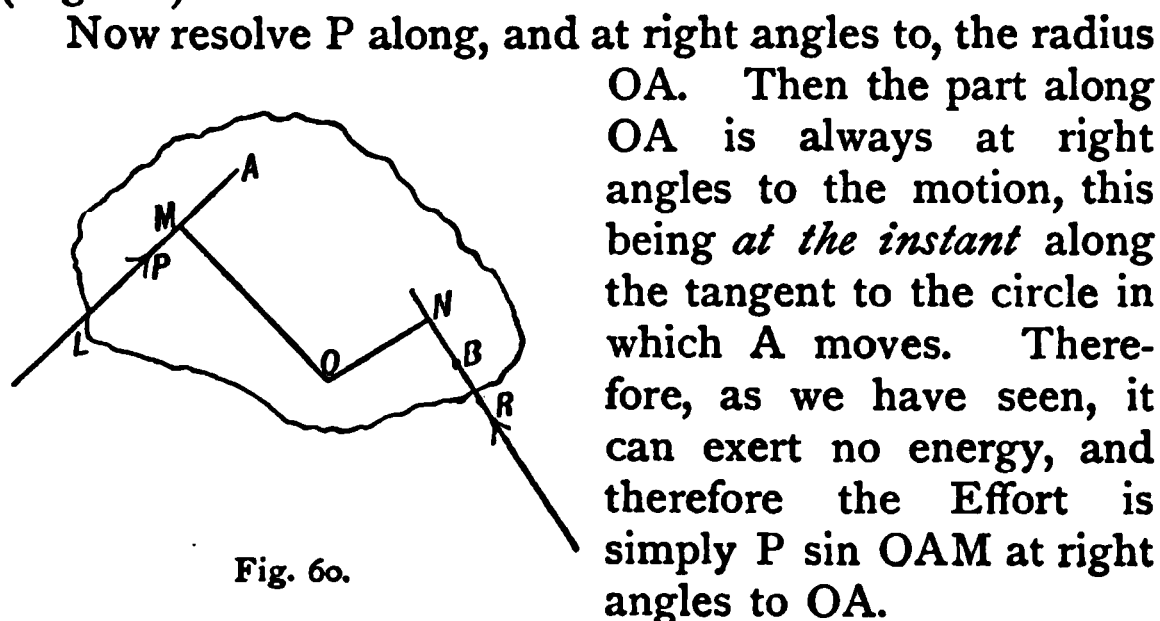 Now resolve P along, and at right angles to, the radius
OA. Then the part along
OA is always at right
angles to the motion, this
being at the instant along
the tangent to the circle in
which A moves. There-
fore, as we have seen, it
can exert no energy, and
therefore the Effort is
simply P sin OAM at right
angles to OA.
A
M
P
L
O
N
B
R
Fig. 60.